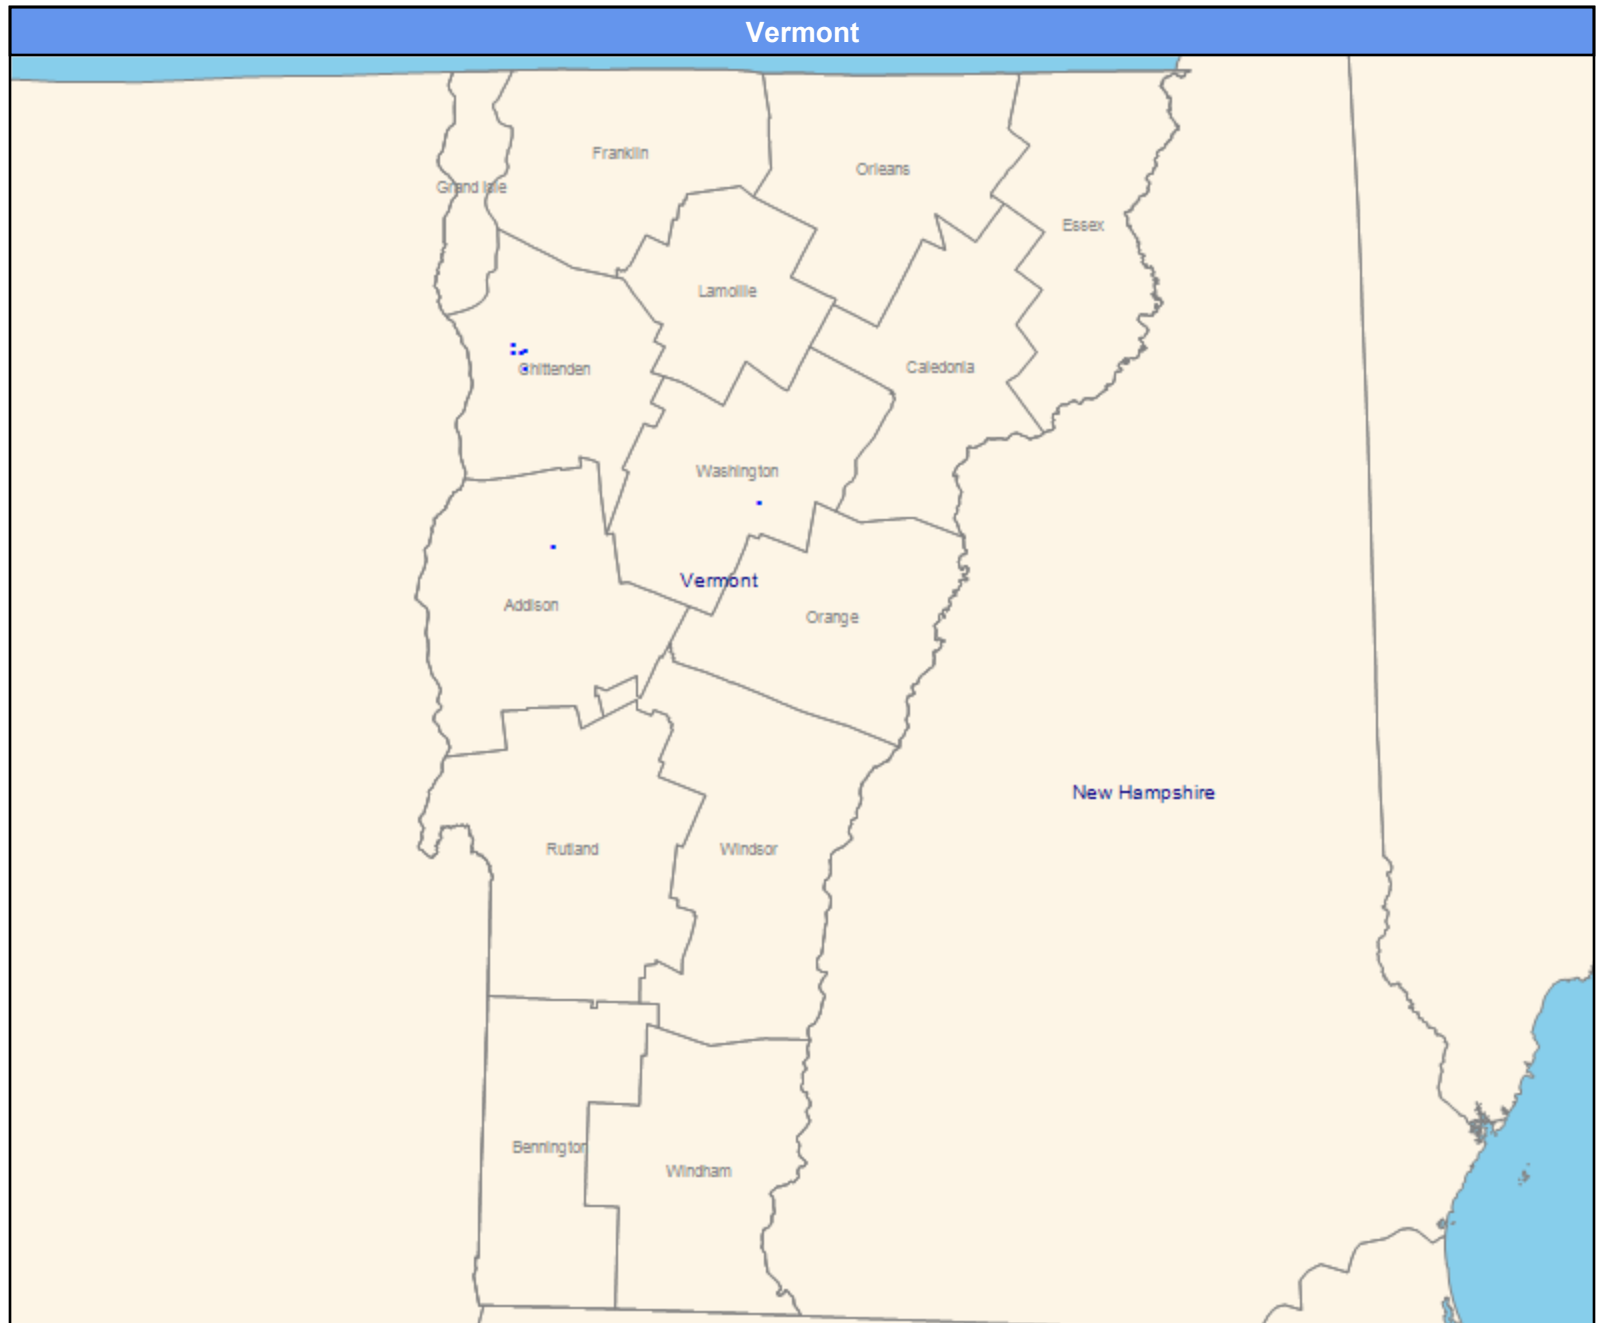 Vermont
Franklin
Orleans
Grand Isle
Essex
Lamoille
Chittenden
Caledonia
Washington
Vermont
Addison
Orange
New Hampshire
Rutland
Windsor
Bennington
Windham